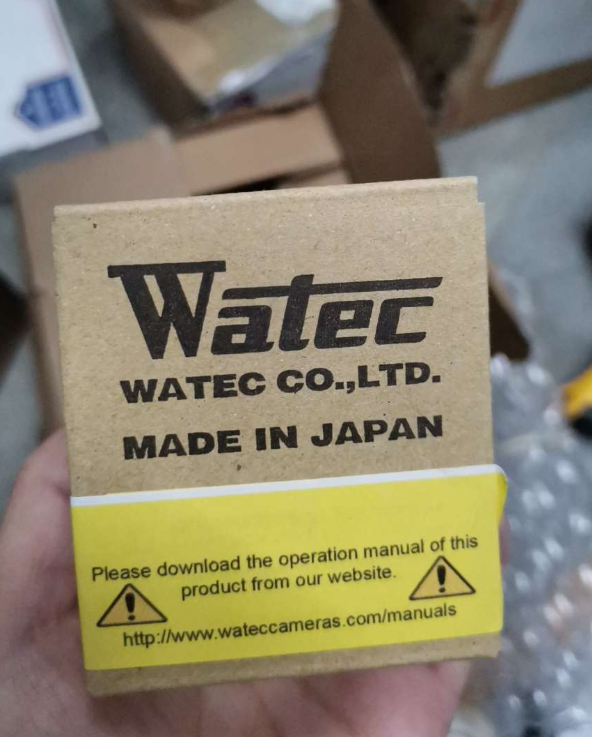 Watec
WATEC CO.,LTD.
MADE IN JAPAN
Please download the operation manual of this
product from our website.
http://www.wateccameras.com/manuals